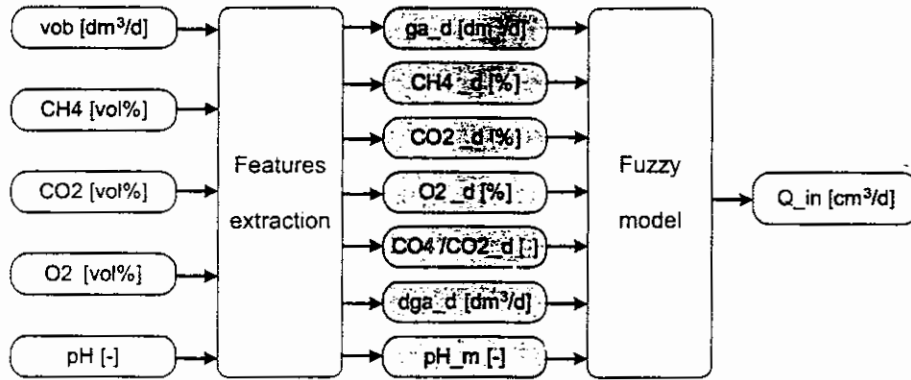 vob [dm³/d]
CH4 [vol%]
CO2 [vol%]
O2 [vol%]
pH [-]
Features
extraction
ga_d [dm³/d]
CH4_d [%]
CO2_d [%]
O2_d [%]
CO4/CO2_d [-]
dga_d [dm³/d]
pH_m [-]
Fuzzy
model
Q_in [cm³/d]